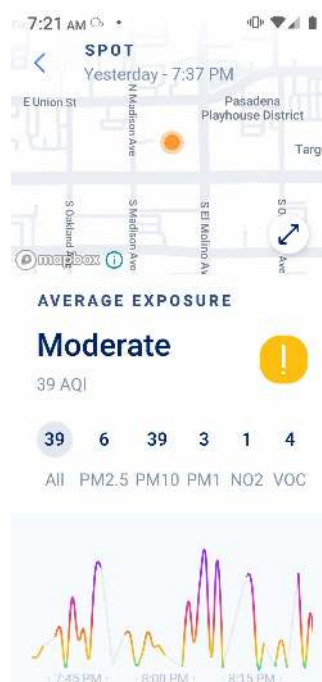 7:21 AM
SPOT
Yesterday - 7:37 PM
E Union St
N Madison Ave
Pasadena
Playhouse District
Targ
S Oakland Ave
S Madison Ave
S El Molino Av
S O
Ave
mapbox
AVERAGE EXPOSURE
Moderate
!
39 AQI
39 6 39 3 1 4
All PM2.5 PM10 PM1 NO2 VOC
7:45 PM 8:00 PM 8:15 PM